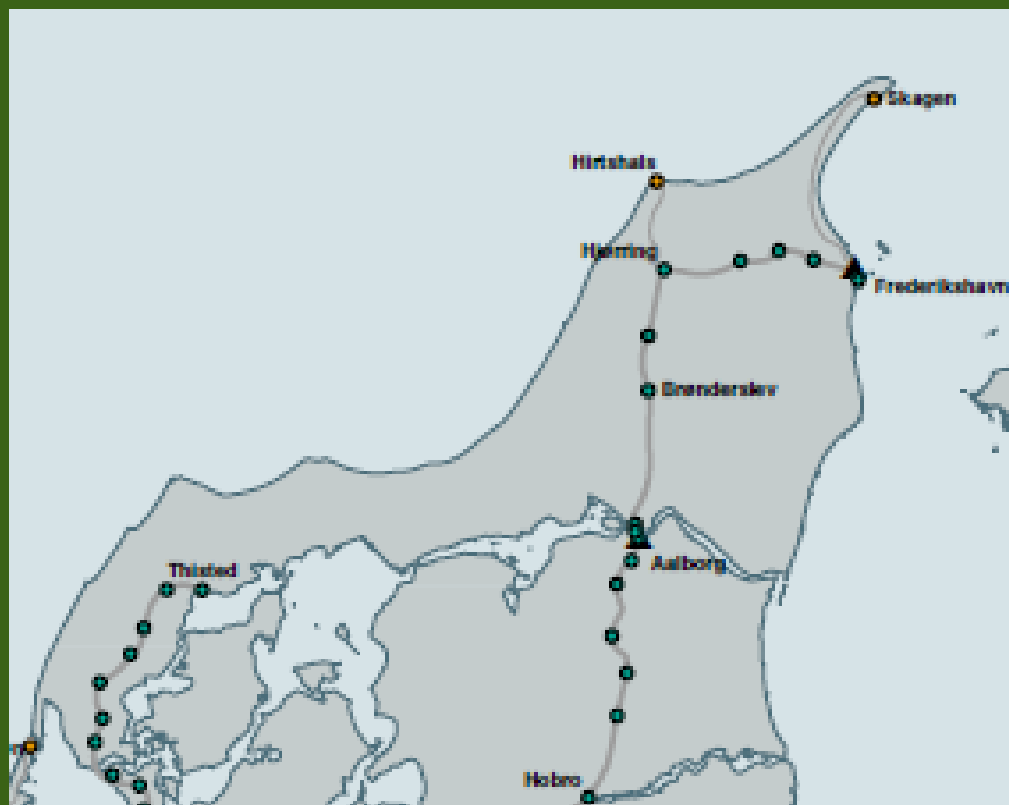 Skagen
Hirtshals
Hjørring
Frederikshavn
Brønderslev
Aalborg
Thisted
Hobro